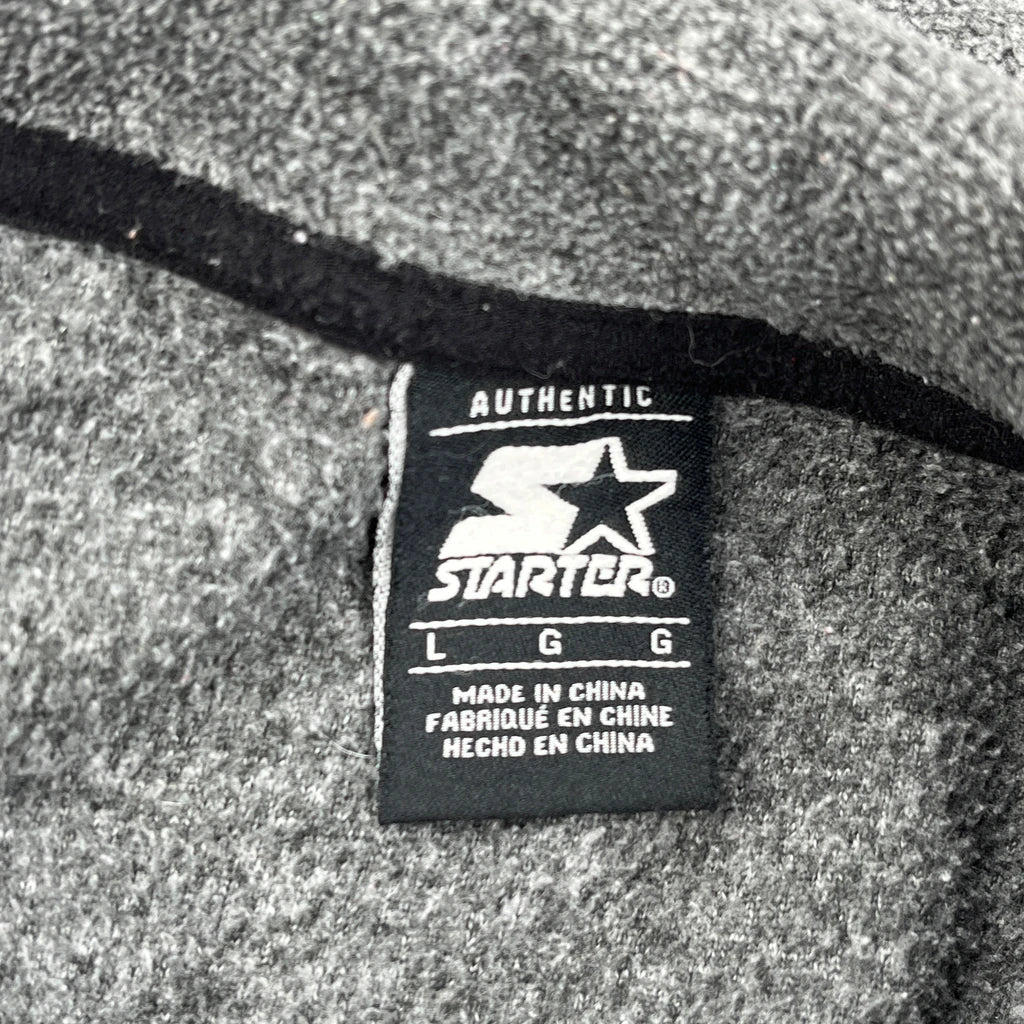 AUTHENTIC
STARTER®
L G G
MADE IN CHINA
FABRIQUÉ EN CHINE
HECHO EN CHINA